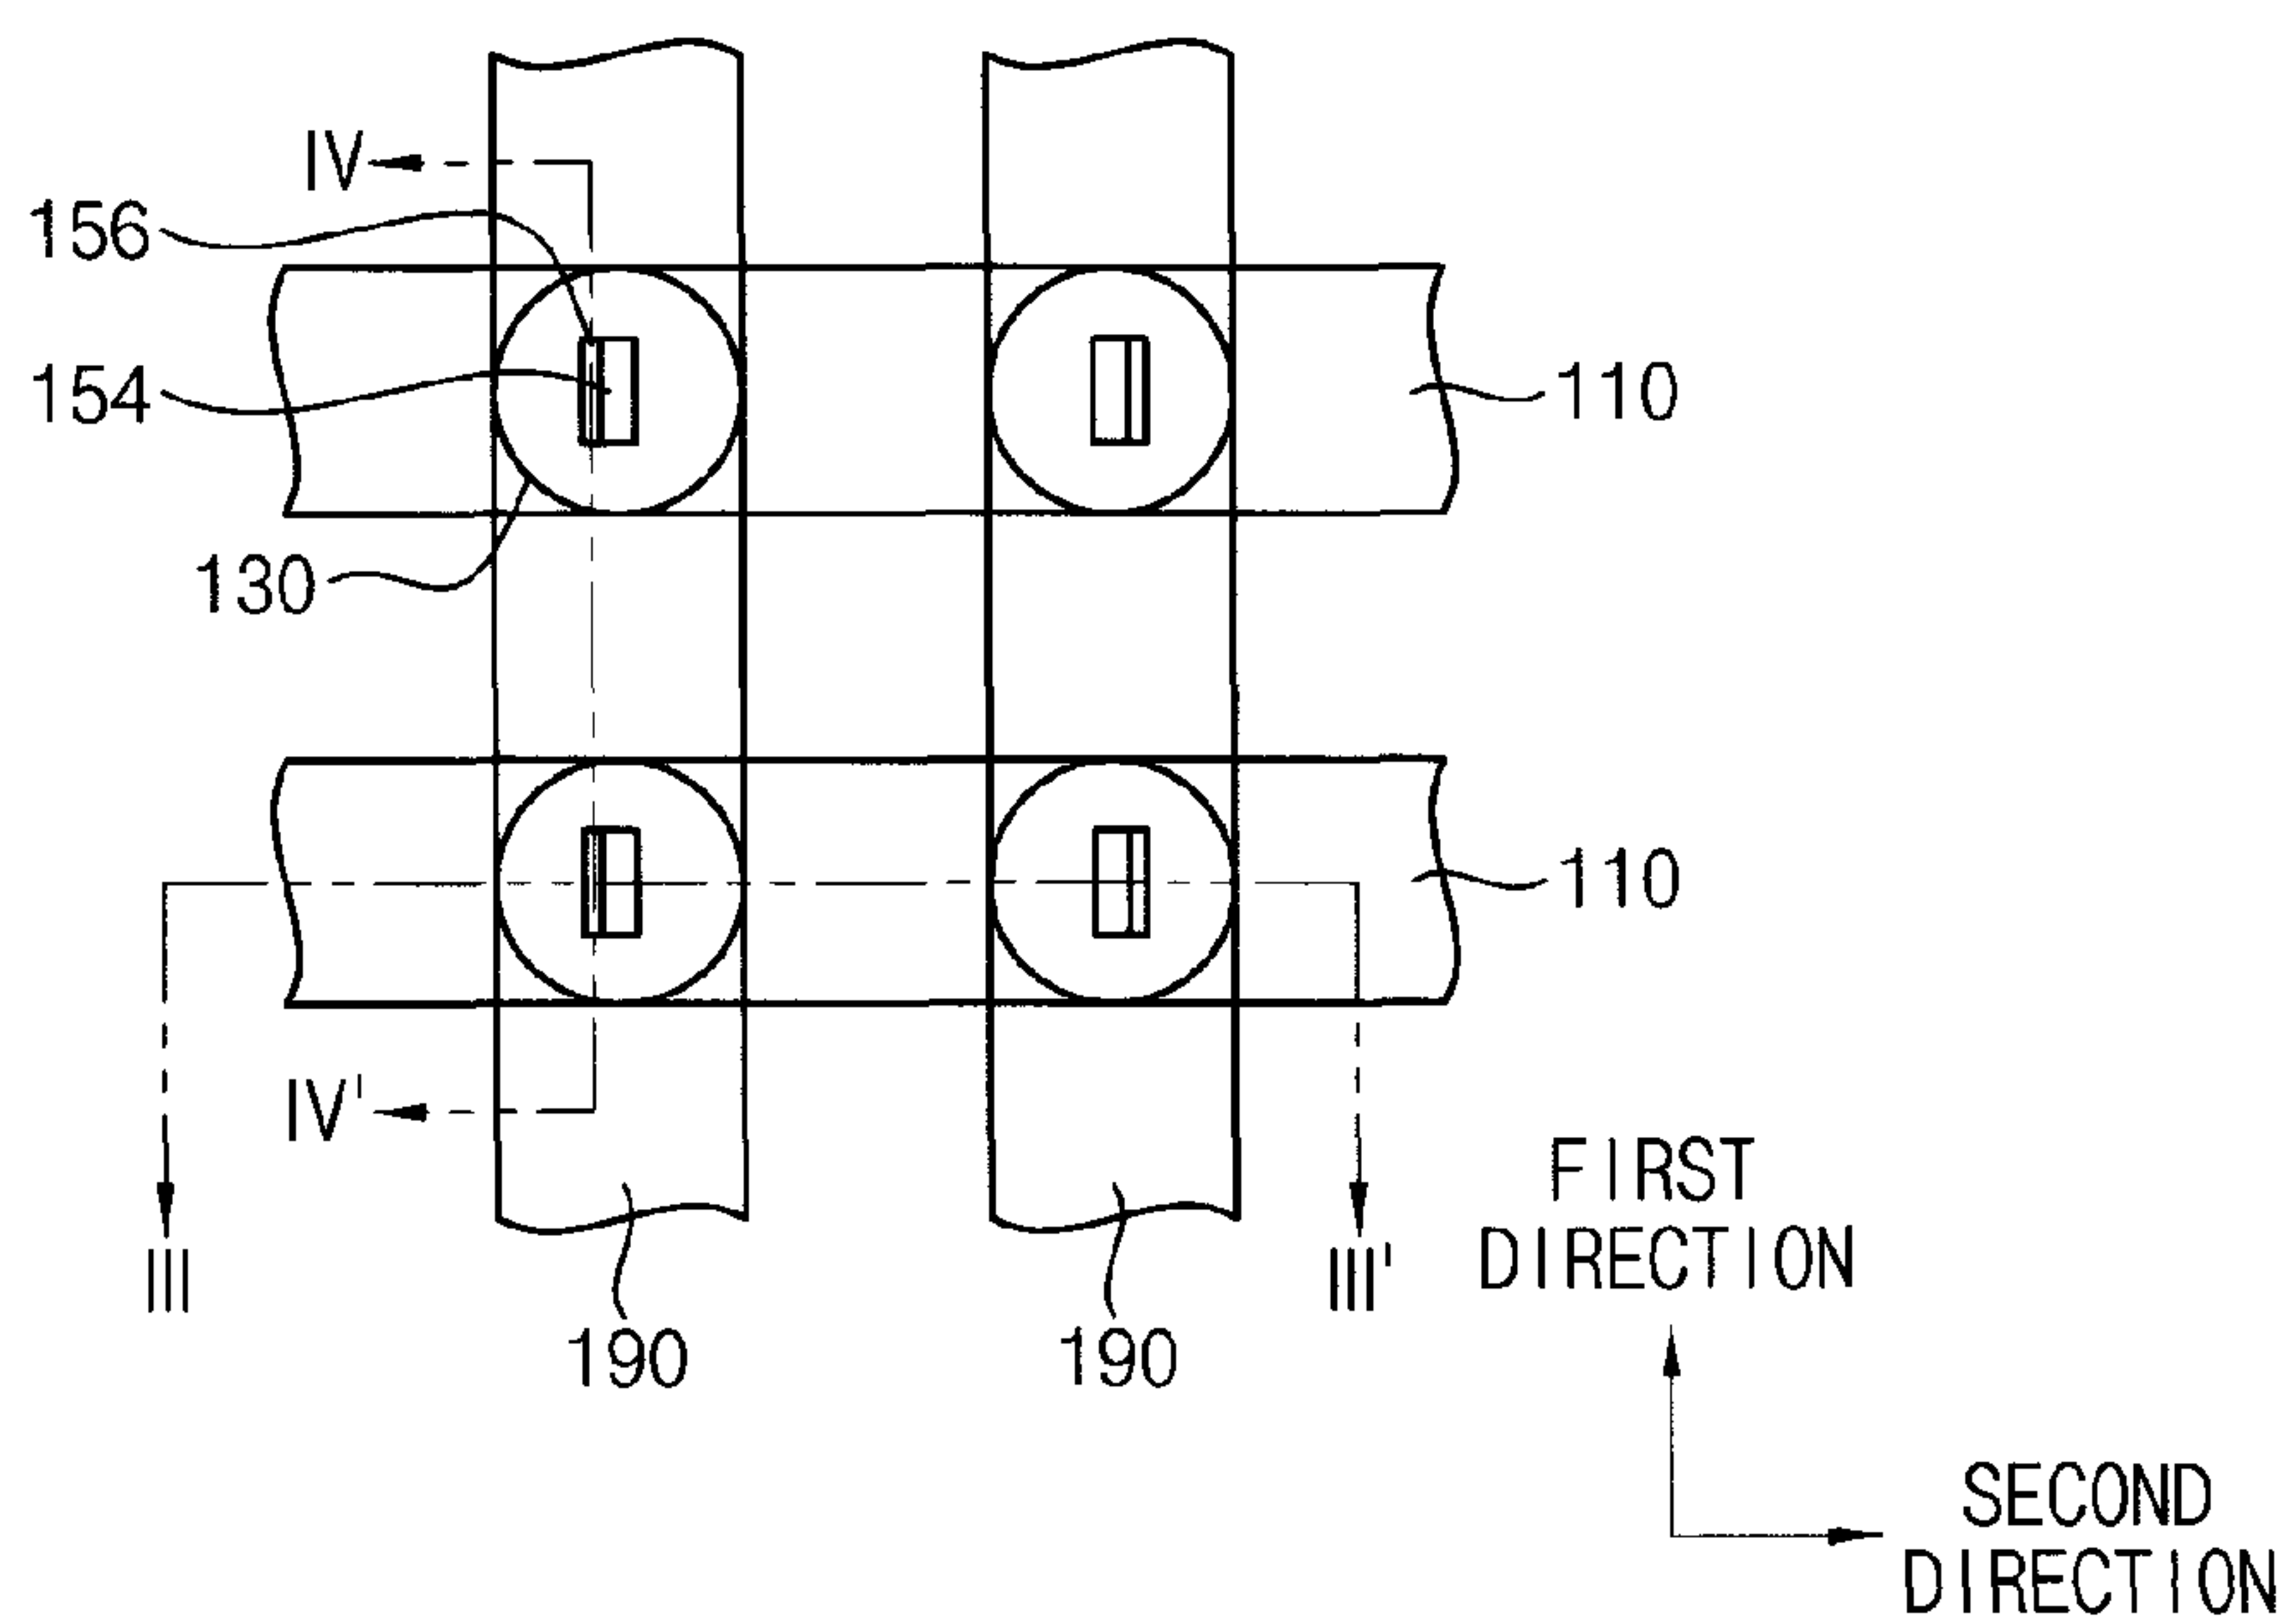 IV
156
154
110
130
110
IV'
FIRST
DIRECTION
III
III'
190
190
SECOND
DIRECTION